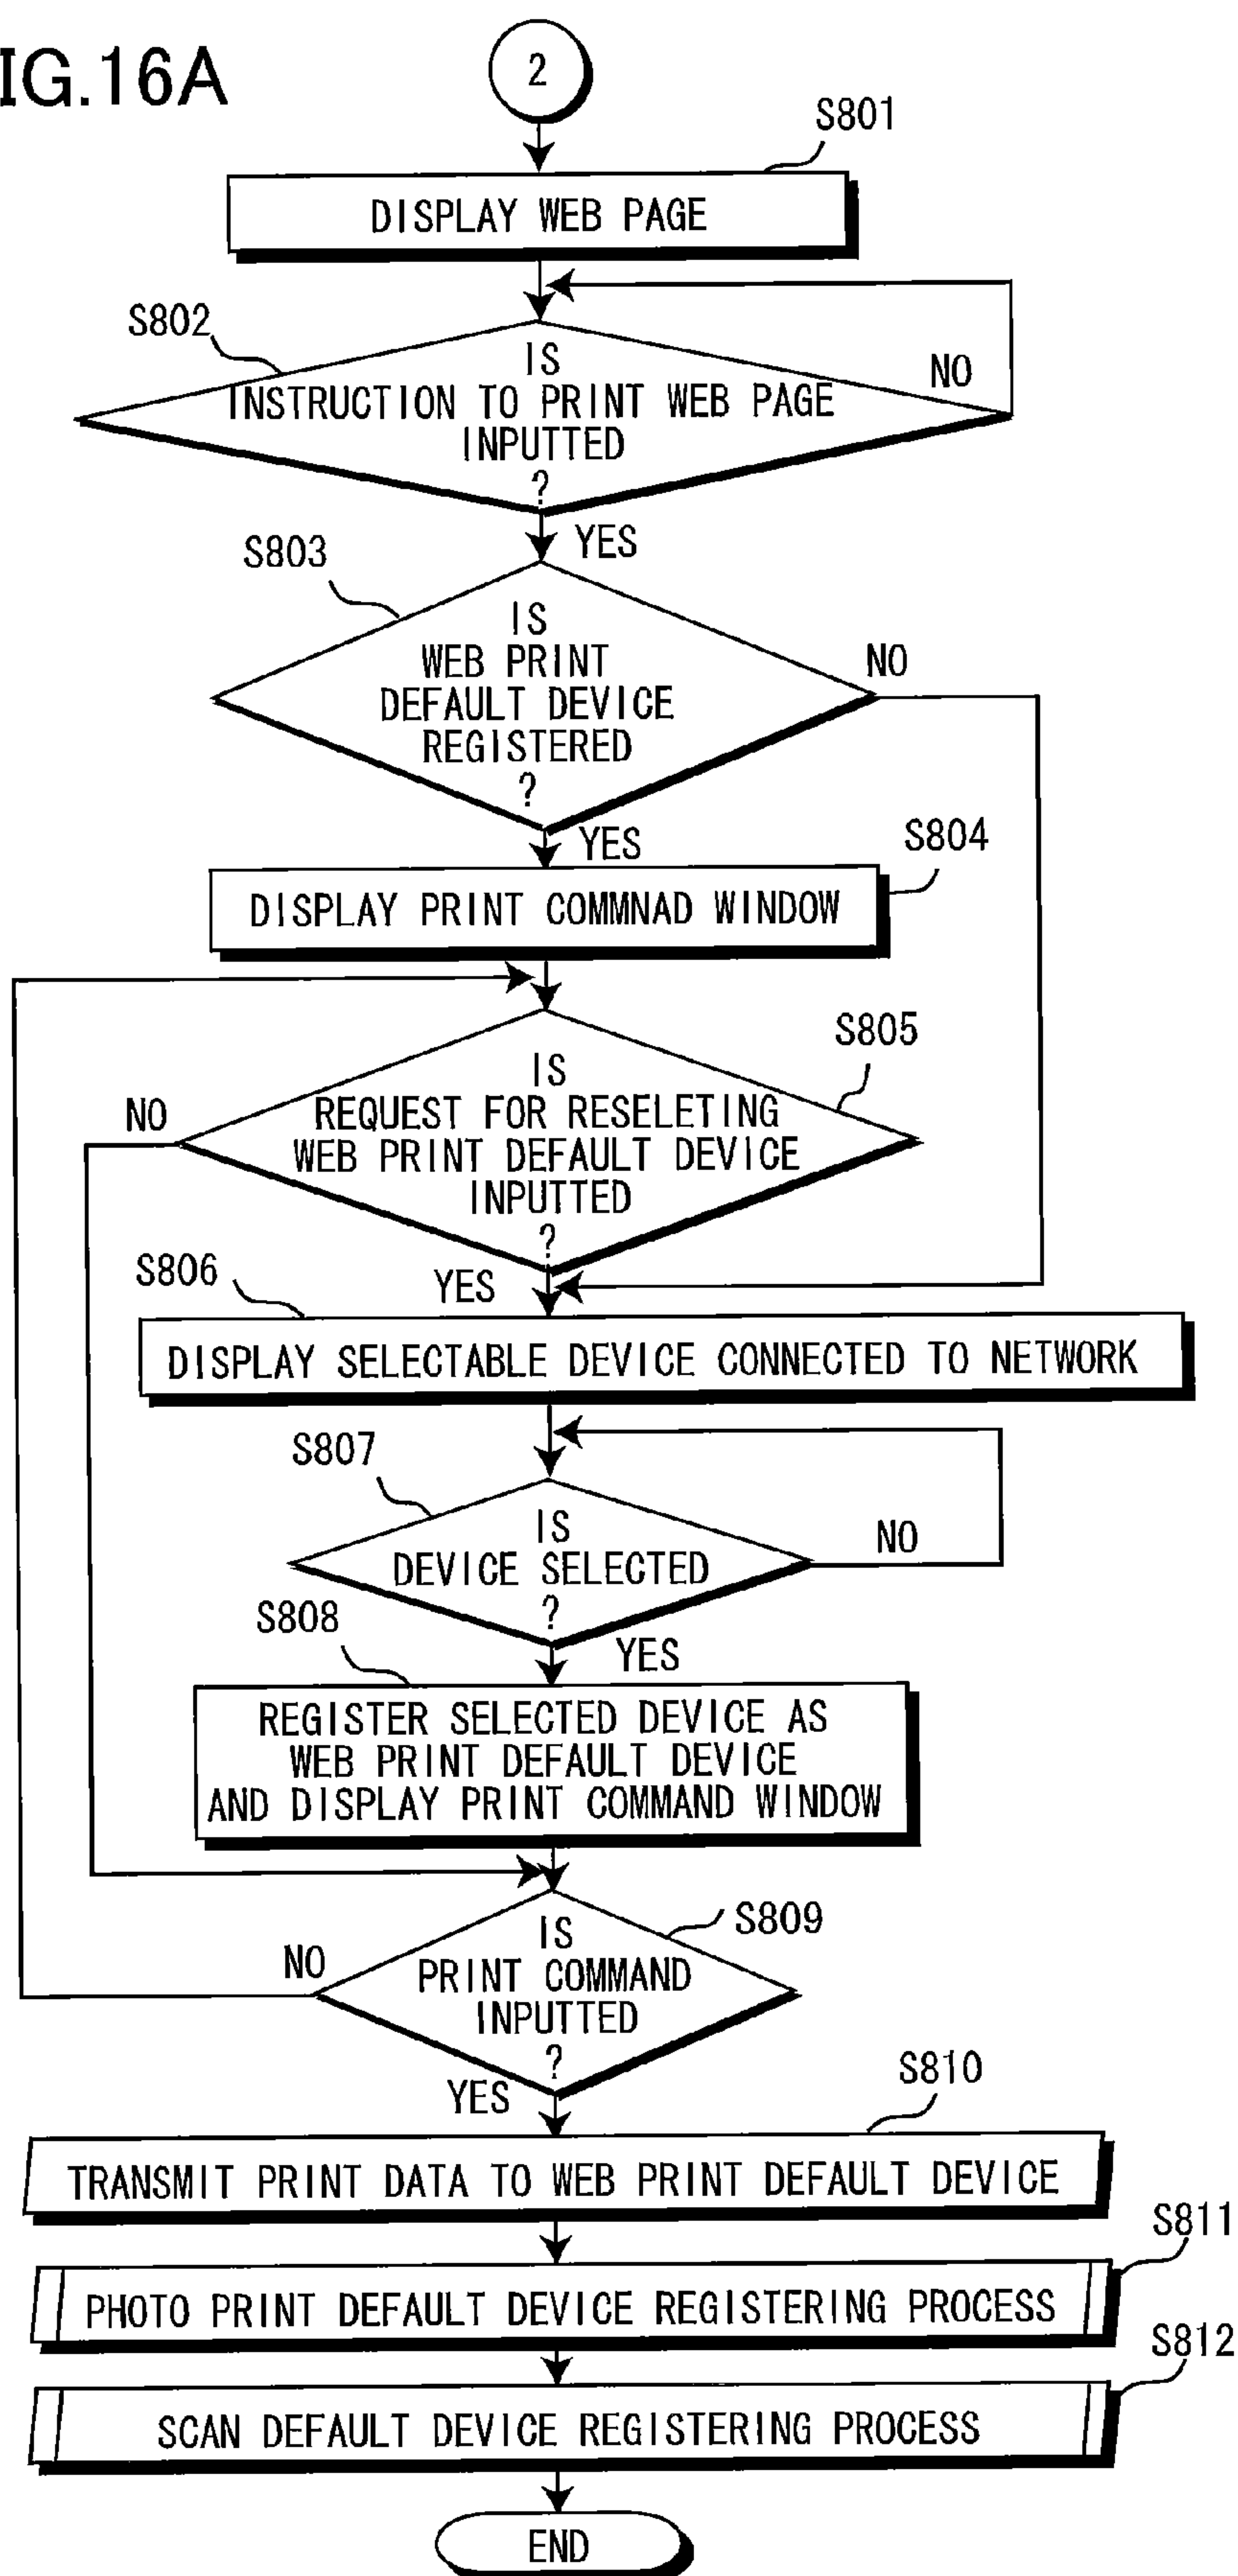 IG.16A
2
S801
DISPLAY WEB PAGE
S802
IS
INSTRUCTION TO PRINT WEB PAGE
INPUTTED
?
NO
YES
S803
IS
WEB PRINT
DEFAULT DEVICE
REGISTERED
?
NO
YES
S804
DISPLAY PRINT COMMNAD WINDOW
S805
IS
REQUEST FOR RESELETING
WEB PRINT DEFAULT DEVICE
INPUTTED
?
NO
YES
S806
DISPLAY SELECTABLE DEVICE CONNECTED TO NETWORK
S807
IS
DEVICE SELECTED
?
NO
YES
S808
REGISTER SELECTED DEVICE AS
WEB PRINT DEFAULT DEVICE
AND DISPLAY PRINT COMMAND WINDOW
S809
IS
PRINT COMMAND
INPUTTED
?
NO
YES
S810
TRANSMIT PRINT DATA TO WEB PRINT DEFAULT DEVICE
S811
PHOTO PRINT DEFAULT DEVICE REGISTERING PROCESS
S812
SCAN DEFAULT DEVICE REGISTERING PROCESS
END